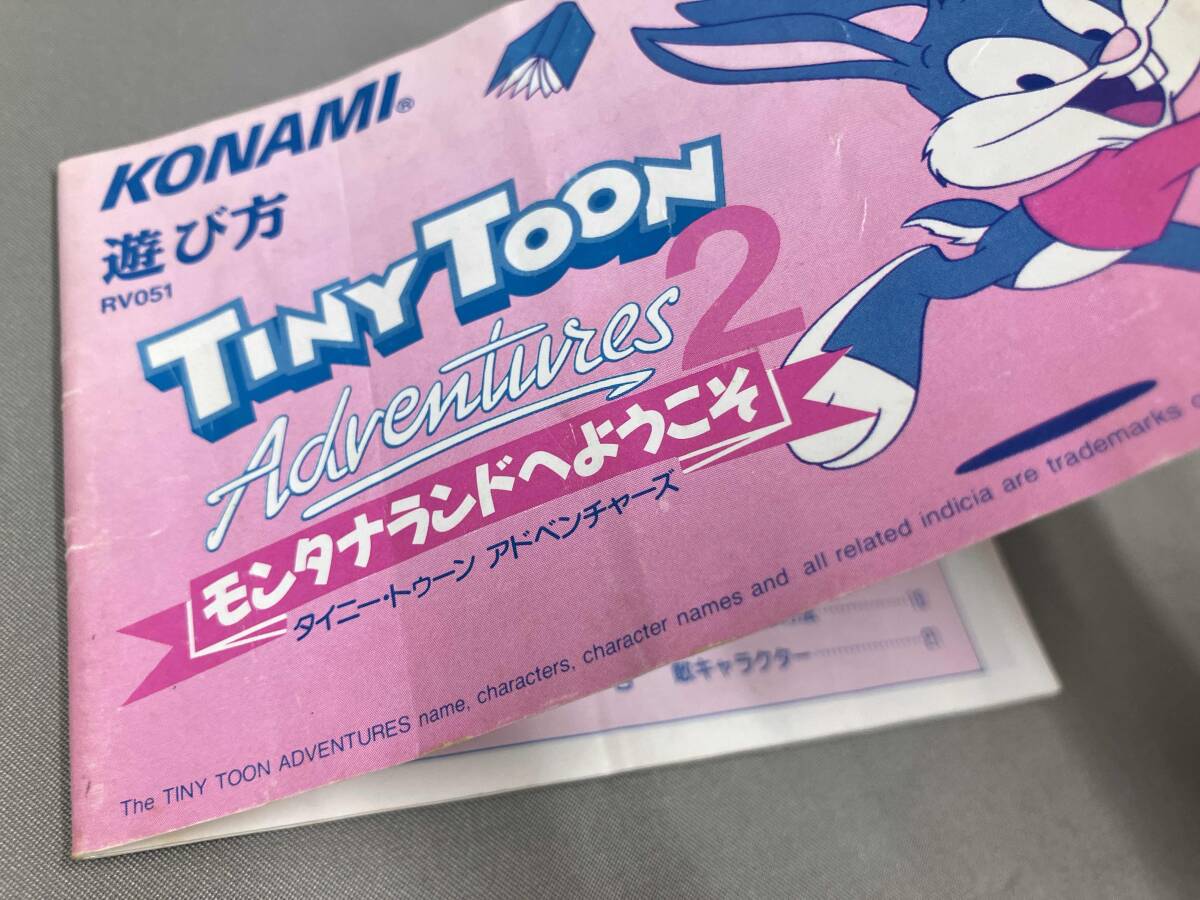 KONAMI®
遊び方
RV051
TINY TOON
Adventures 2
モンタナランドへようこそ
タイニー・トゥーン アドベンチャーズ
The TINY TOON ADVENTURES name, characters, character names and all related indicia are trademarks
敵キャラクター………21